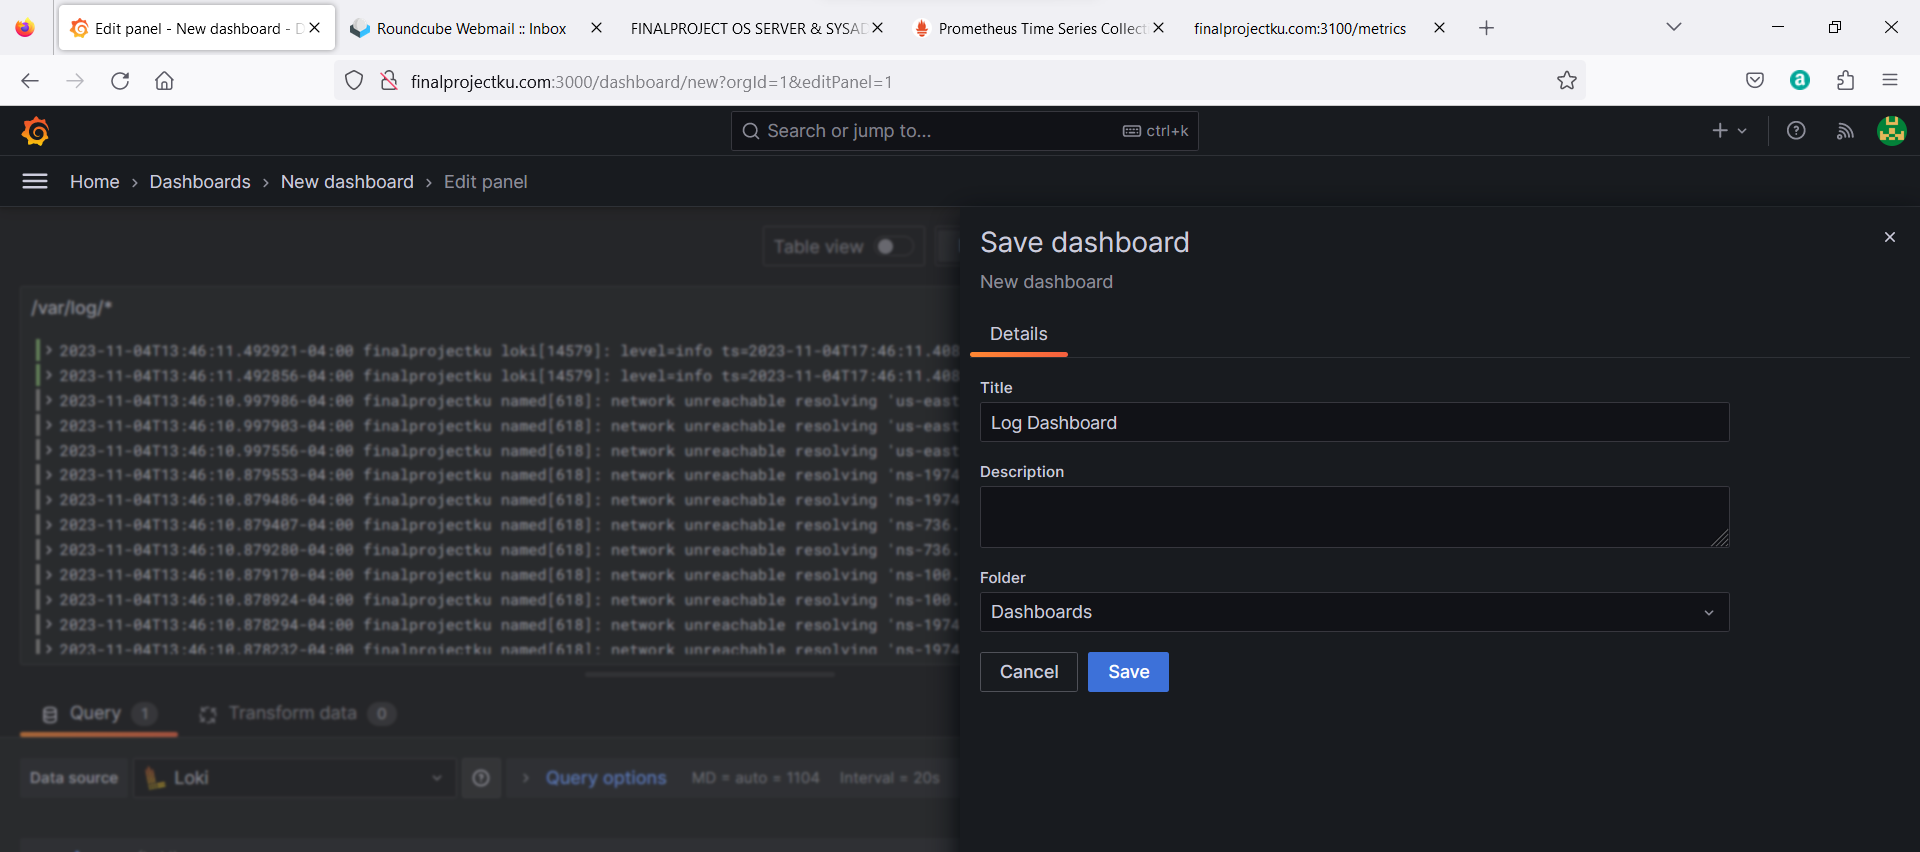 Edit panel - New dashboard - D
Roundcube Webmail :: Inbox
FINALPROJECT OS SERVER & SYSAD
Prometheus Time Series Collect
finalprojectku.com:3100/metrics
finalprojectku.com:3000/dashboard/new?orgId=1&editPanel=1
Search or jump to...
ctrl+k
Home › Dashboards › New dashboard › Edit panel
Table view
/var/log/*
2023-11-04T13:46:11.492921-04:00 finalprojectku loki[14579]: level=info ts=2023-11-04T17:46:11.408
2023-11-04T13:46:11.492856-04:00 finalprojectku loki[14579]: level=info ts=2023-11-04T17:46:11.408
2023-11-04T13:46:10.997986-04:00 finalprojectku named[618]: network unreachable resolving 'us-east
2023-11-04T13:46:10.997903-04:00 finalprojectku named[618]: network unreachable resolving 'us-east
2023-11-04T13:46:10.997556-04:00 finalprojectku named[618]: network unreachable resolving 'us-east
2023-11-04T13:46:10.879553-04:00 finalprojectku named[618]: network unreachable resolving 'ns-1974
2023-11-04T13:46:10.879486-04:00 finalprojectku named[618]: network unreachable resolving 'ns-1974
2023-11-04T13:46:10.879407-04:00 finalprojectku named[618]: network unreachable resolving 'ns-736.
2023-11-04T13:46:10.879280-04:00 finalprojectku named[618]: network unreachable resolving 'ns-736.
2023-11-04T13:46:10.879170-04:00 finalprojectku named[618]: network unreachable resolving 'ns-100.
2023-11-04T13:46:10.878924-04:00 finalprojectku named[618]: network unreachable resolving 'ns-100.
2023-11-04T13:46:10.878294-04:00 finalprojectku named[618]: network unreachable resolving 'ns-1974
2023-11-04T13:46:10.878232-04:00 finalprojectku named[618]: network unreachable resolving 'ns-1974
Query 1
Transform data 0
Data source
Loki
Query options
MD = auto = 1104
Interval = 20s
Save dashboard
New dashboard
Details
Title
Log Dashboard
Description
Folder
Dashboards
Cancel
Save